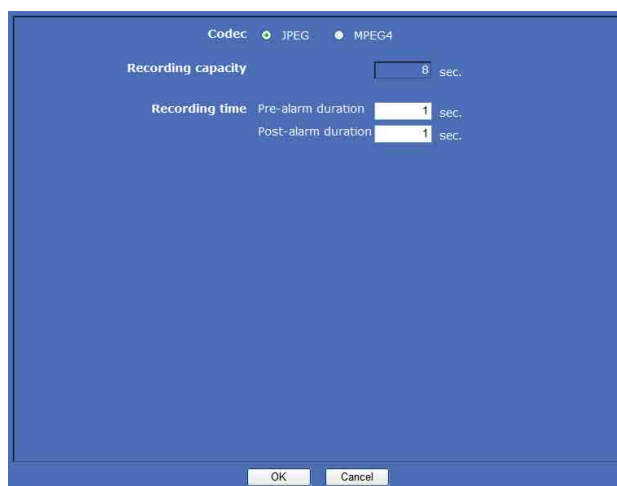 Codec JPEG MPEG4
Recording capacity 8 sec.
Recording time Pre-alarm duration 1 sec.
Post-alarm duration 1 sec.
OK Cancel